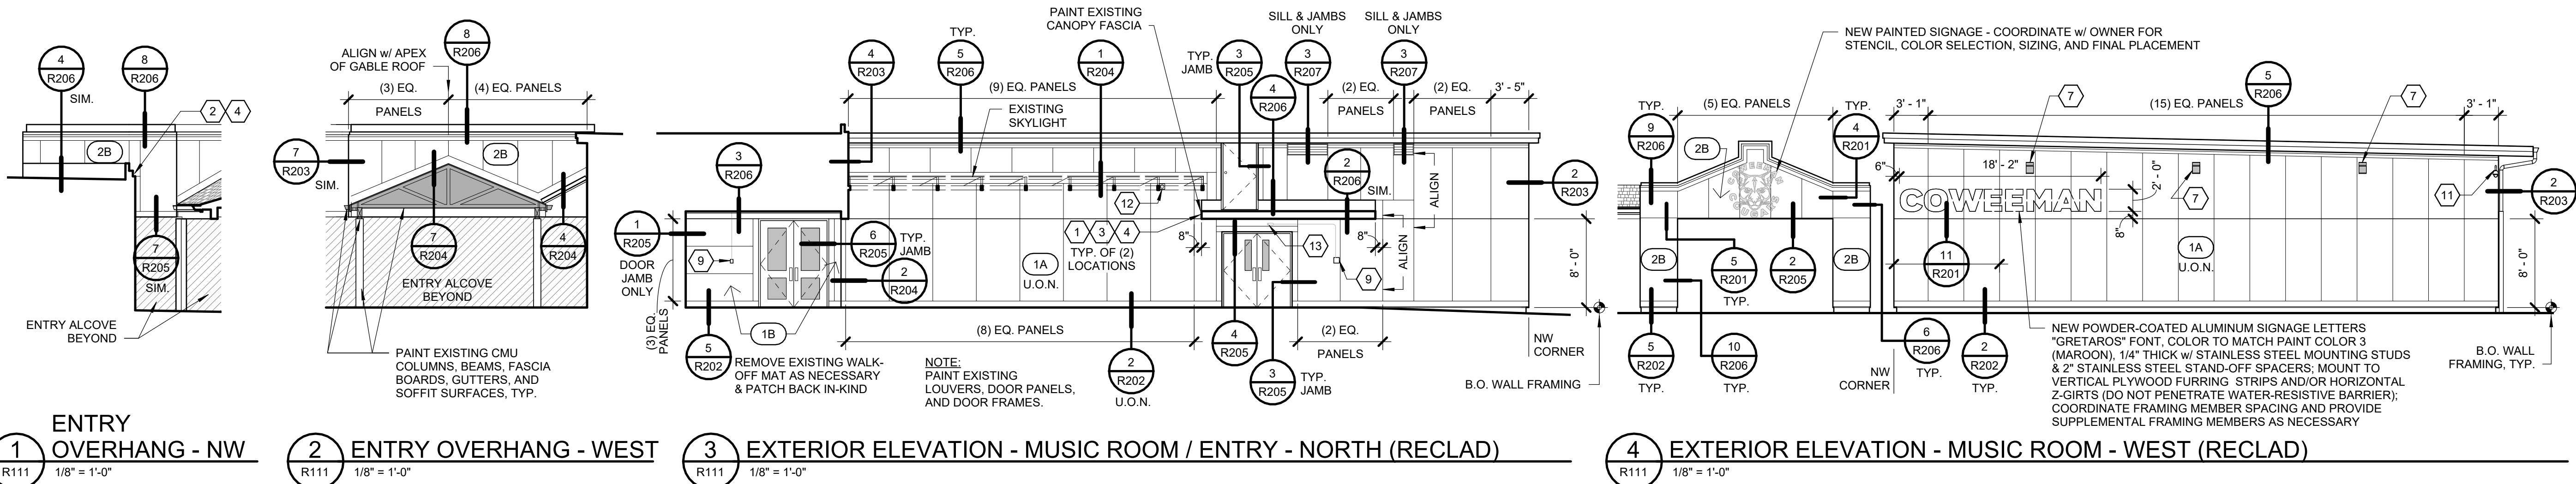 4
R206
SIM.
8
R206
2
4
2B
7
R205
SIM.
ENTRY ALCOVE
BEYOND
1
R111
ENTRY
OVERHANG - NW
1/8" = 1'-0"
8
R206
ALIGN w/ APEX
OF GABLE ROOF
(3) EQ.
PANELS
(4) EQ. PANELS
7
R203
SIM.
2B
7
R204
4
R204
ENTRY ALCOVE
BEYOND
PAINT EXISTING CMU
COLUMNS, BEAMS, FASCIA
BOARDS, GUTTERS, AND
SOFFIT SURFACES, TYP.
2
R111
ENTRY OVERHANG - WEST
1/8" = 1'-0"
PAINT EXISTING
CANOPY FASCIA
4
R203
TYP.
5
R206
1
R204
(9) EQ. PANELS
EXISTING
SKYLIGHT
TYP.
JAMB
3
R205
4
R206
SILL & JAMBS
ONLY
3
R207
SILL & JAMBS
ONLY
3
R207
(2) EQ.
PANELS
(2) EQ.
PANELS
3' - 5"
3
R206
2
R206
SIM.
ALIGN
2
R203
1
R205
DOOR
JAMB
ONLY
12
1
3
4
TYP. OF (2)
LOCATIONS
8"
13
8"
ALIGN
9
6
R205
TYP.
JAMB
2
R204
1A
U.O.N.
9
8' - 0"
(3) EQ.
PANELS
1B
5
R202
REMOVE EXISTING WALK-
OFF MAT AS NECESSARY
& PATCH BACK IN-KIND
(8) EQ. PANELS
NOTE:
PAINT EXISTING
LOUVERS, DOOR PANELS,
AND DOOR FRAMES.
2
R202
U.O.N.
4
R205
3
R205
TYP.
JAMB
(2) EQ.
PANELS
NW
CORNER
B.O. WALL FRAMING
3
R111
EXTERIOR ELEVATION - MUSIC ROOM / ENTRY - NORTH (RECLAD)
1/8" = 1'-0"
NEW PAINTED SIGNAGE - COORDINATE w/ OWNER FOR
STENCIL, COLOR SELECTION, SIZING, AND FINAL PLACEMENT
TYP.
9
R206
(5) EQ. PANELS
TYP.
4
R201
3' - 1"
7
(15) EQ. PANELS
5
R206
7
3' - 1"
2B
6"
18' - 2"
2' - 0"
7
COWEEMAN
COUGARS
8"
11
2
R203
2B
2B
5
R201
TYP.
2
R205
11
R201
1A
U.O.N.
8' - 0"
5
R202
TYP.
10
R206
TYP.
6
R206
TYP.
2
R202
TYP.
NW
CORNER
NEW POWDER-COATED ALUMINUM SIGNAGE LETTERS
"GRETAROS" FONT, COLOR TO MATCH PAINT COLOR 3
(MAROON), 1/4" THICK w/ STAINLESS STEEL MOUNTING STUDS
& 2" STAINLESS STEEL STAND-OFF SPACERS; MOUNT TO
VERTICAL PLYWOOD FURRING STRIPS AND/OR HORIZONTAL
Z-GIRTS (DO NOT PENETRATE WATER-RESISTIVE BARRIER);
COORDINATE FRAMING MEMBER SPACING AND PROVIDE
SUPPLEMENTAL FRAMING MEMBERS AS NECESSARY
B.O. WALL
FRAMING, TYP.
4
R111
EXTERIOR ELEVATION - MUSIC ROOM - WEST (RECLAD)
1/8" = 1'-0"